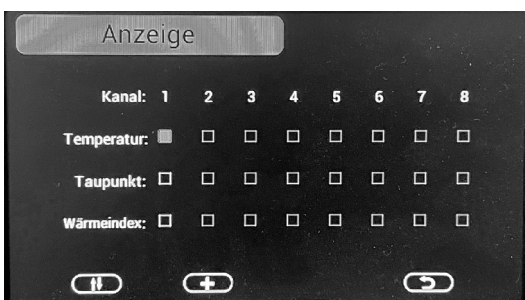 Anzeige
Kanal: 1 2 3 4 5 6 7 8
Temperatur:
Taupunkt:
Wärmeindex: